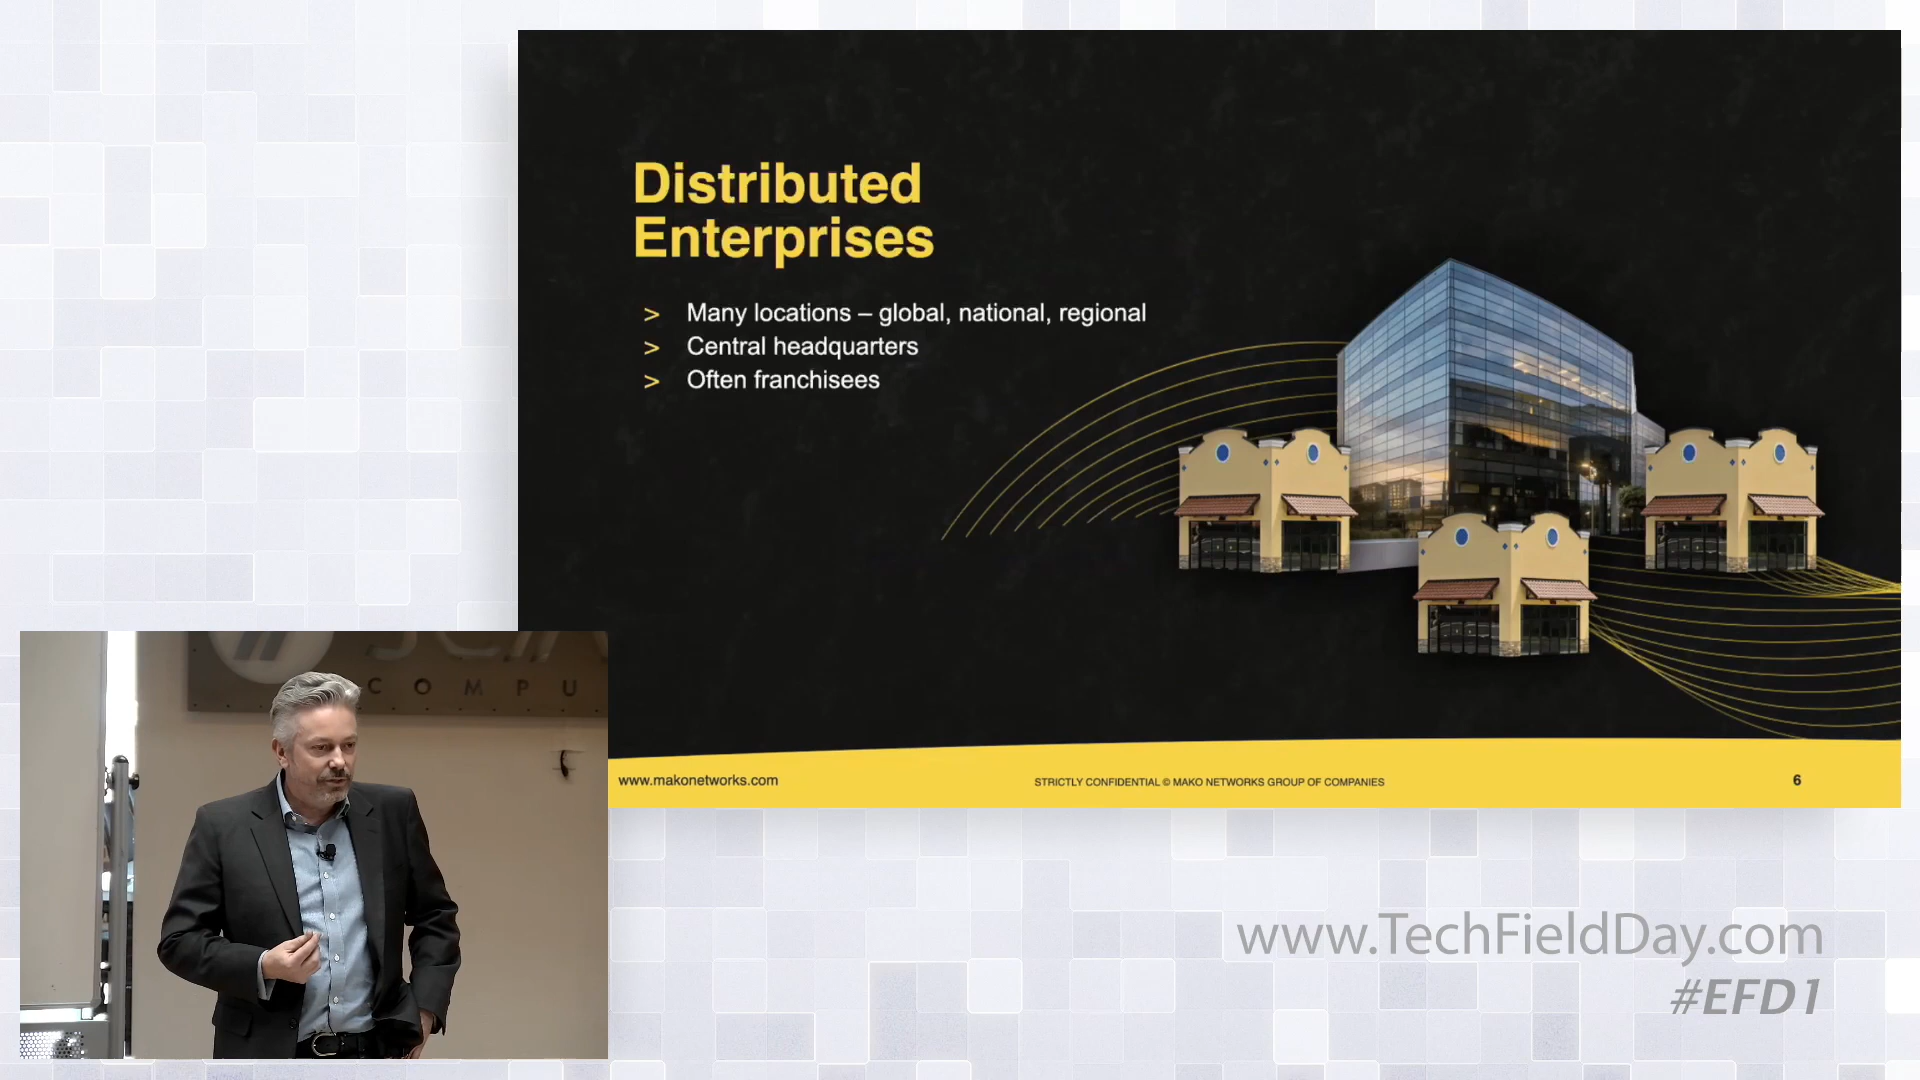 Distributed
Enterprises
> Many locations – global, national, regional
> Central headquarters
> Often franchisees
www.makonetworks.com
STRICTLY CONFIDENTIAL © MAKO NETWORKS GROUP OF COMPANIES
6
COMPU
www.TechFieldDay.com
#EFD1